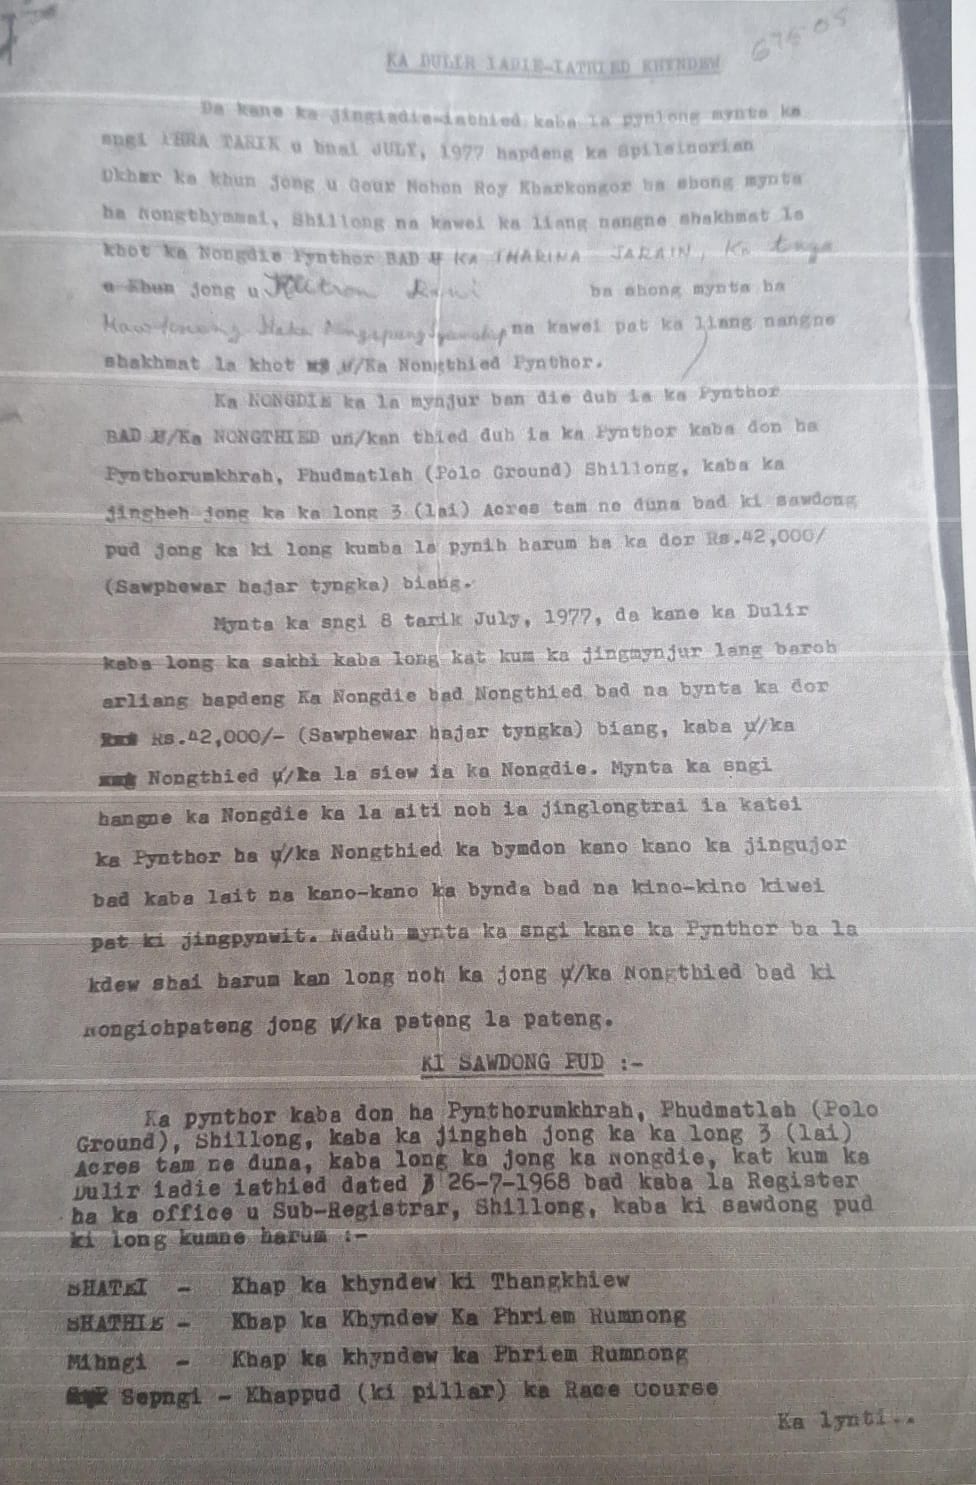 67505
KA DULIR IADIE-IATHIED KHYNDEW
Da kane ka jingiadie-iathied kaba la pynlong mynta ka
sngi PHRA TARIK u bnai JULY, 1977 hapdeng ka Spilsinorian
Dkhar ka khun jong u Gour Mohon Roy Kharkongor ba shong mynta
ha Nongthymmai, Shillong na kawei ka liang nangne shakhmat la
khot ka Nongdie Pynthor BAD U KA THARINA JARAIN, Ka
u Khun jong u ba shong mynta ha
na kawei pat ka liang nangne
shakhmat la khot u/Ka Nongthied Pynthor.
Ka NONGDIE ka la mynjur ban die duh ia ka Pynthor
BAD U/Ka NONGTHIED un/kan thied duh ia ka Pynthor kaba don ha
Pynthorumkhrah, Phudmatlah (Polo Ground) Shillong, kaba ka
jingheh jong ka ka long 3 (lai) Acres tam ne duna bad ki sawdong
pud jong ka ki long kumba la pynih harum ha ka dor Rs.42,000/
(Sawphewar hajar tyngka) biang.
Mynta ka sngi 8 tarik July, 1977, da kane ka Dulir
kaba long ka sakhi kaba long kat kum ka jingmynjur lang baroh
arliang hapdeng Ka Nongdie bad Nongthied bad na bynta ka dor
Rs.42,000/- (Sawphewar hajar tyngka) biang, kaba u/ka
Nongthied u/ka la siew ia ka Nongdie. Mynta ka sngi
hangne ka Nongdie ka la aiti noh ia jinglongtrai ia katei
ka Pynthor ha u/ka Nongthied ka bymdon kano kano ka jingujor
bad kaba lait na kano-kano ka bynda bad na kino-kino kiwei
pat ki jingpynwit. Naduh mynta ka sngi kane ka Pynthor ba la
kdew shai harum kan long noh ka jong u/ka Nongthied bad ki
Nongiohpateng jong u/ka pateng la pateng.
KI SAWDONG PUD :-
Ka pynthor kaba don ha Pynthorumkhrah, Phudmatlah (Polo
Ground), Shillong, kaba ka jingheh jong ka ka long 3 (lai)
Acres tam ne duna, kaba long ka jong ka Nongdie, kat kum ka
Dulir iadie iathied dated 26-7-1968 bad kaba la Register
ha ka office u Sub-Registrar, Shillong, kaba ki sawdong pud
ki long kumne harum :-
SHATEI - Khap ka khyndew ki Thangkhiew
SHATHIE - Khap ka Khyndew Ka Phriem Rumnong
Mihngi - Khap ka khyndew ka Phriem Rumnong
Sepngi - Khappud (ki pillar) ka Race Course
Ka lynti..